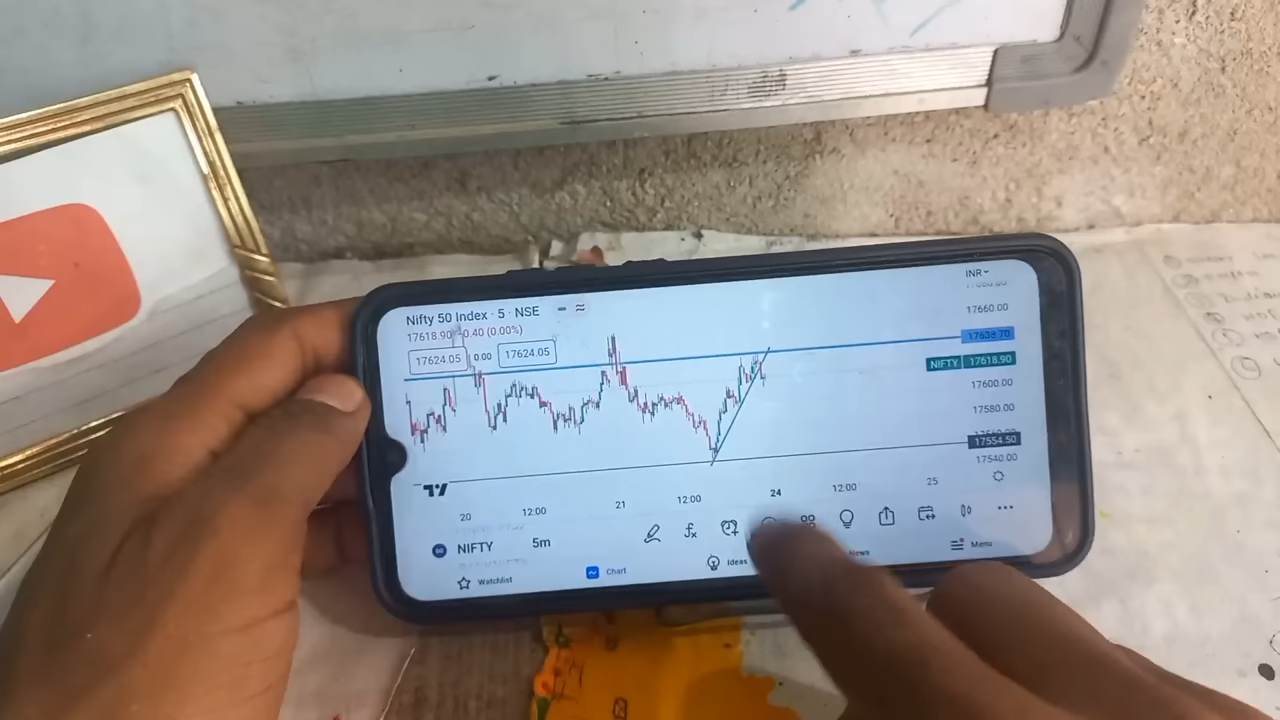 Nifty 50 Index · 5 · NSE
INR
17618.90 0.40 (0.00%)
17624.05 0.00 17624.05
17660.00
17638.70
NIFTY 17618.90
17600.00
17580.00
17554.50
17540.00
20 12:00 21 12:00 24 12:00 25
NIFTY 5m
Watchlist Chart Ideas News Menu